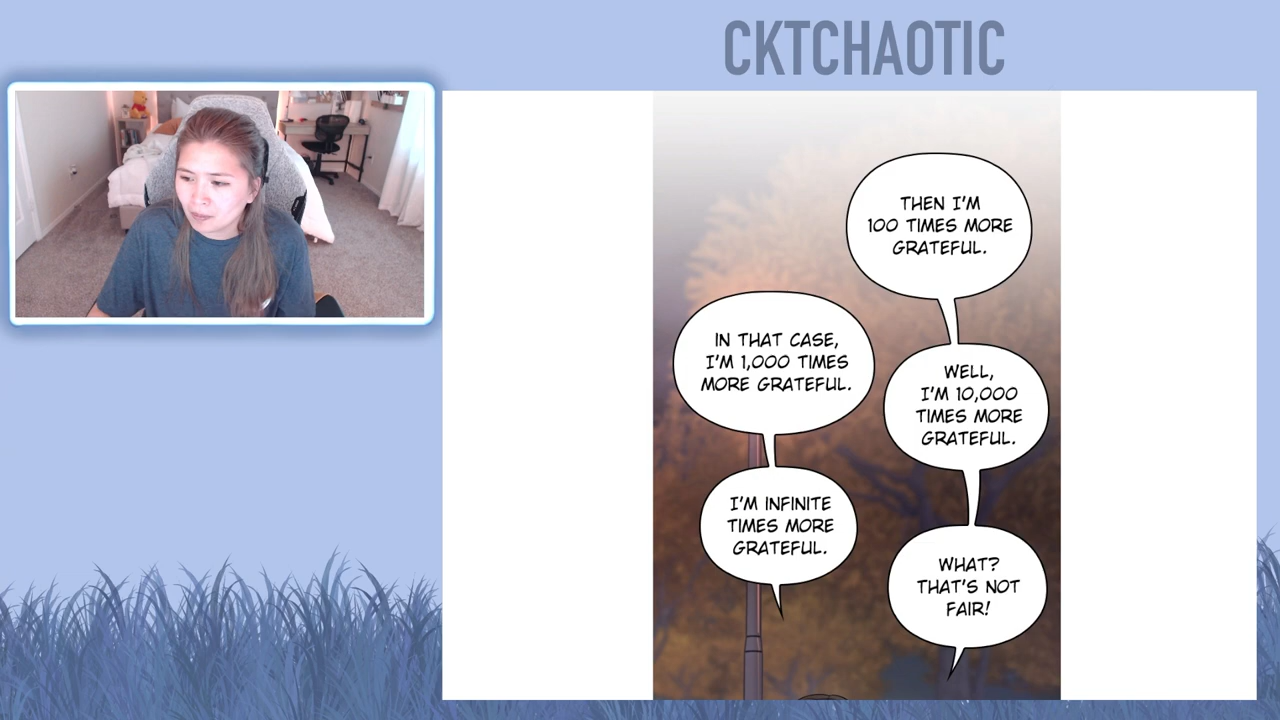 CKTCHAOTIC
THEN I'M
100 TIMES MORE
GRATEFUL.
IN THAT CASE,
I'M 1,000 TIMES
MORE GRATEFUL.
WELL,
I'M 10,000
TIMES MORE
GRATEFUL.
I'M INFINITE
TIMES MORE
GRATEFUL.
WHAT?
THAT'S NOT
FAIR!